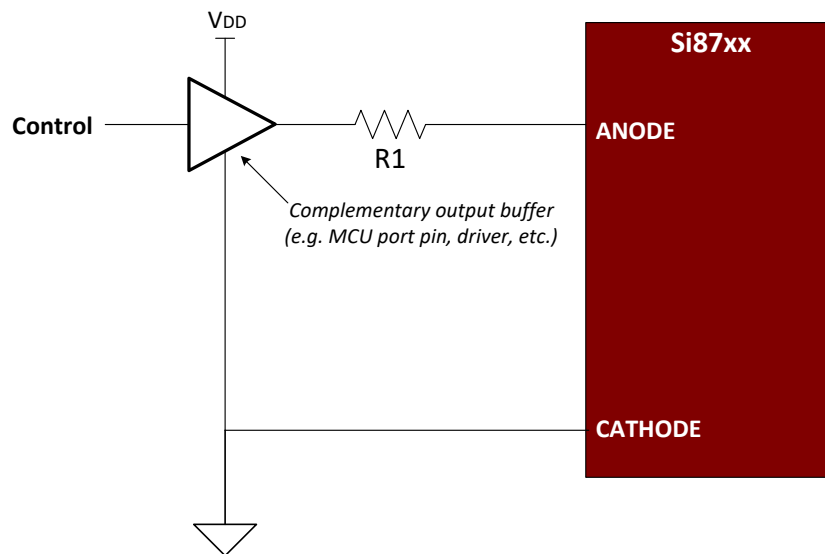 VDD
Si87xx
Control
ANODE
R1
Complementary output buffer
(e.g. MCU port pin, driver, etc.)
CATHODE